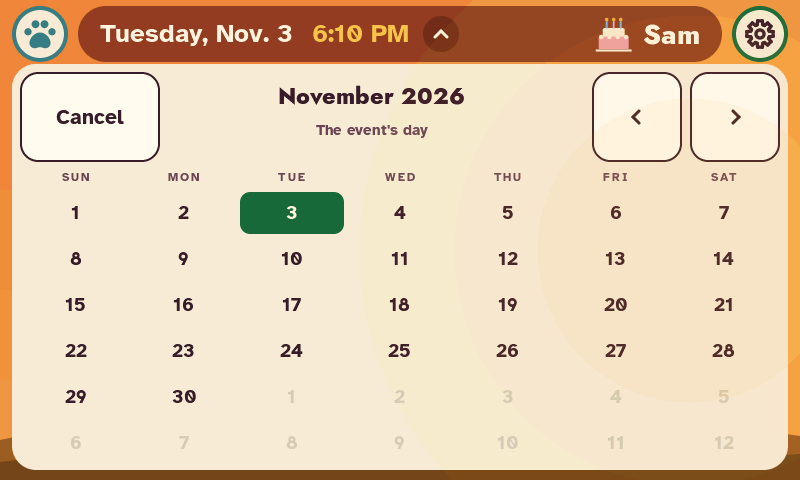 Tuesday, Nov. 3 6:10 PM Sam
Cancel
November 2026
The event's day
SUN MON TUE WED THU FRI SAT
1 2 3 4 5 6 7
8 9 10 11 12 13 14
15 16 17 18 19 20 21
22 23 24 25 26 27 28
29 30 1 2 3 4 5
6 7 8 9 10 11 12